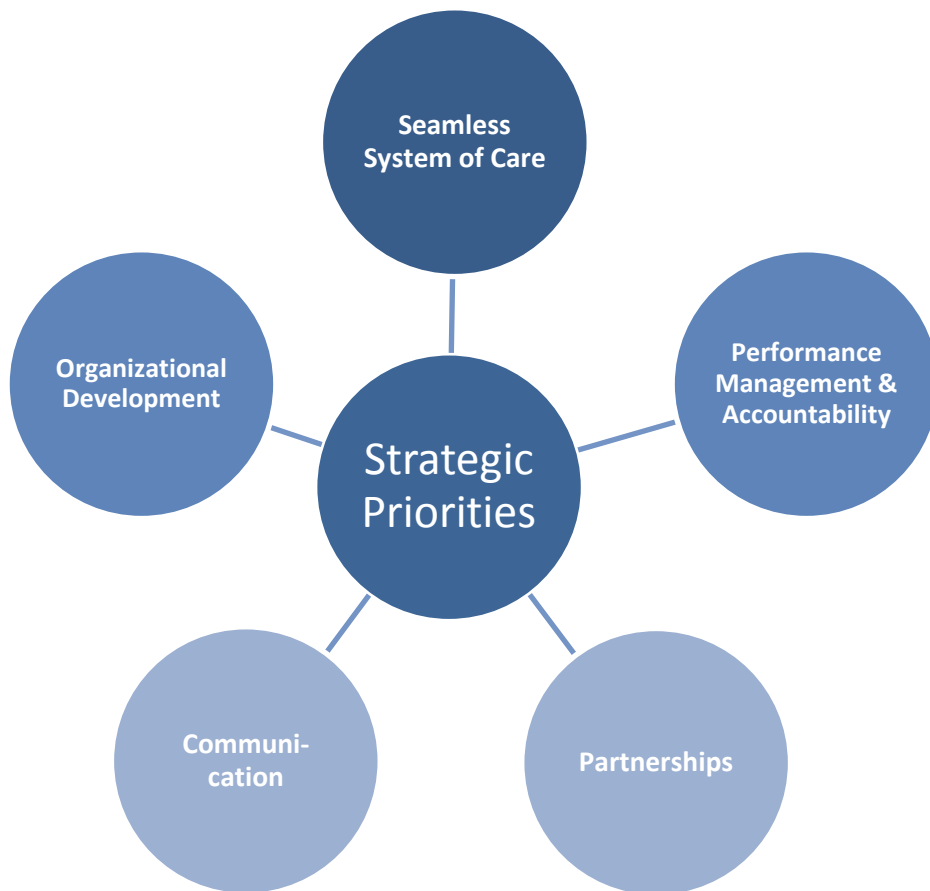 Seamless
System of Care
Organizational
Development
Performance
Management &
Accountability
Strategic
Priorities
Communi-
cation
Partnerships